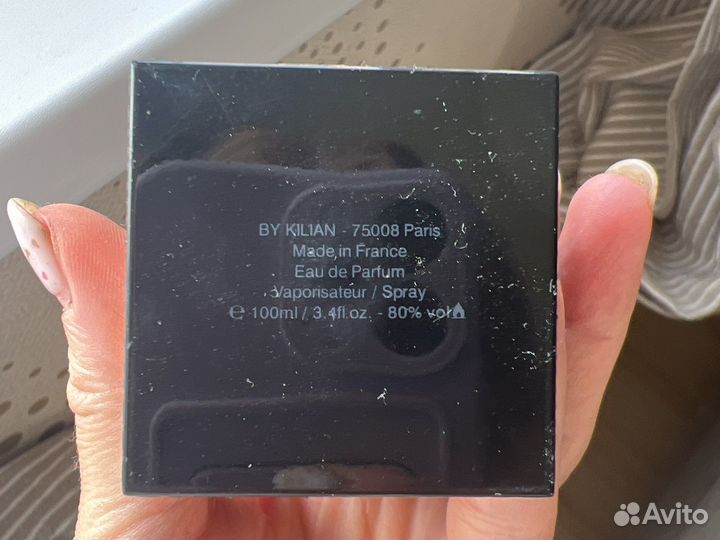 BY KILIAN - 75008 Paris
Made in France
Eau de Parfum
Vaporisateur / Spray
℮ 100ml / 3.4fl.oz. - 80% vol
Avito